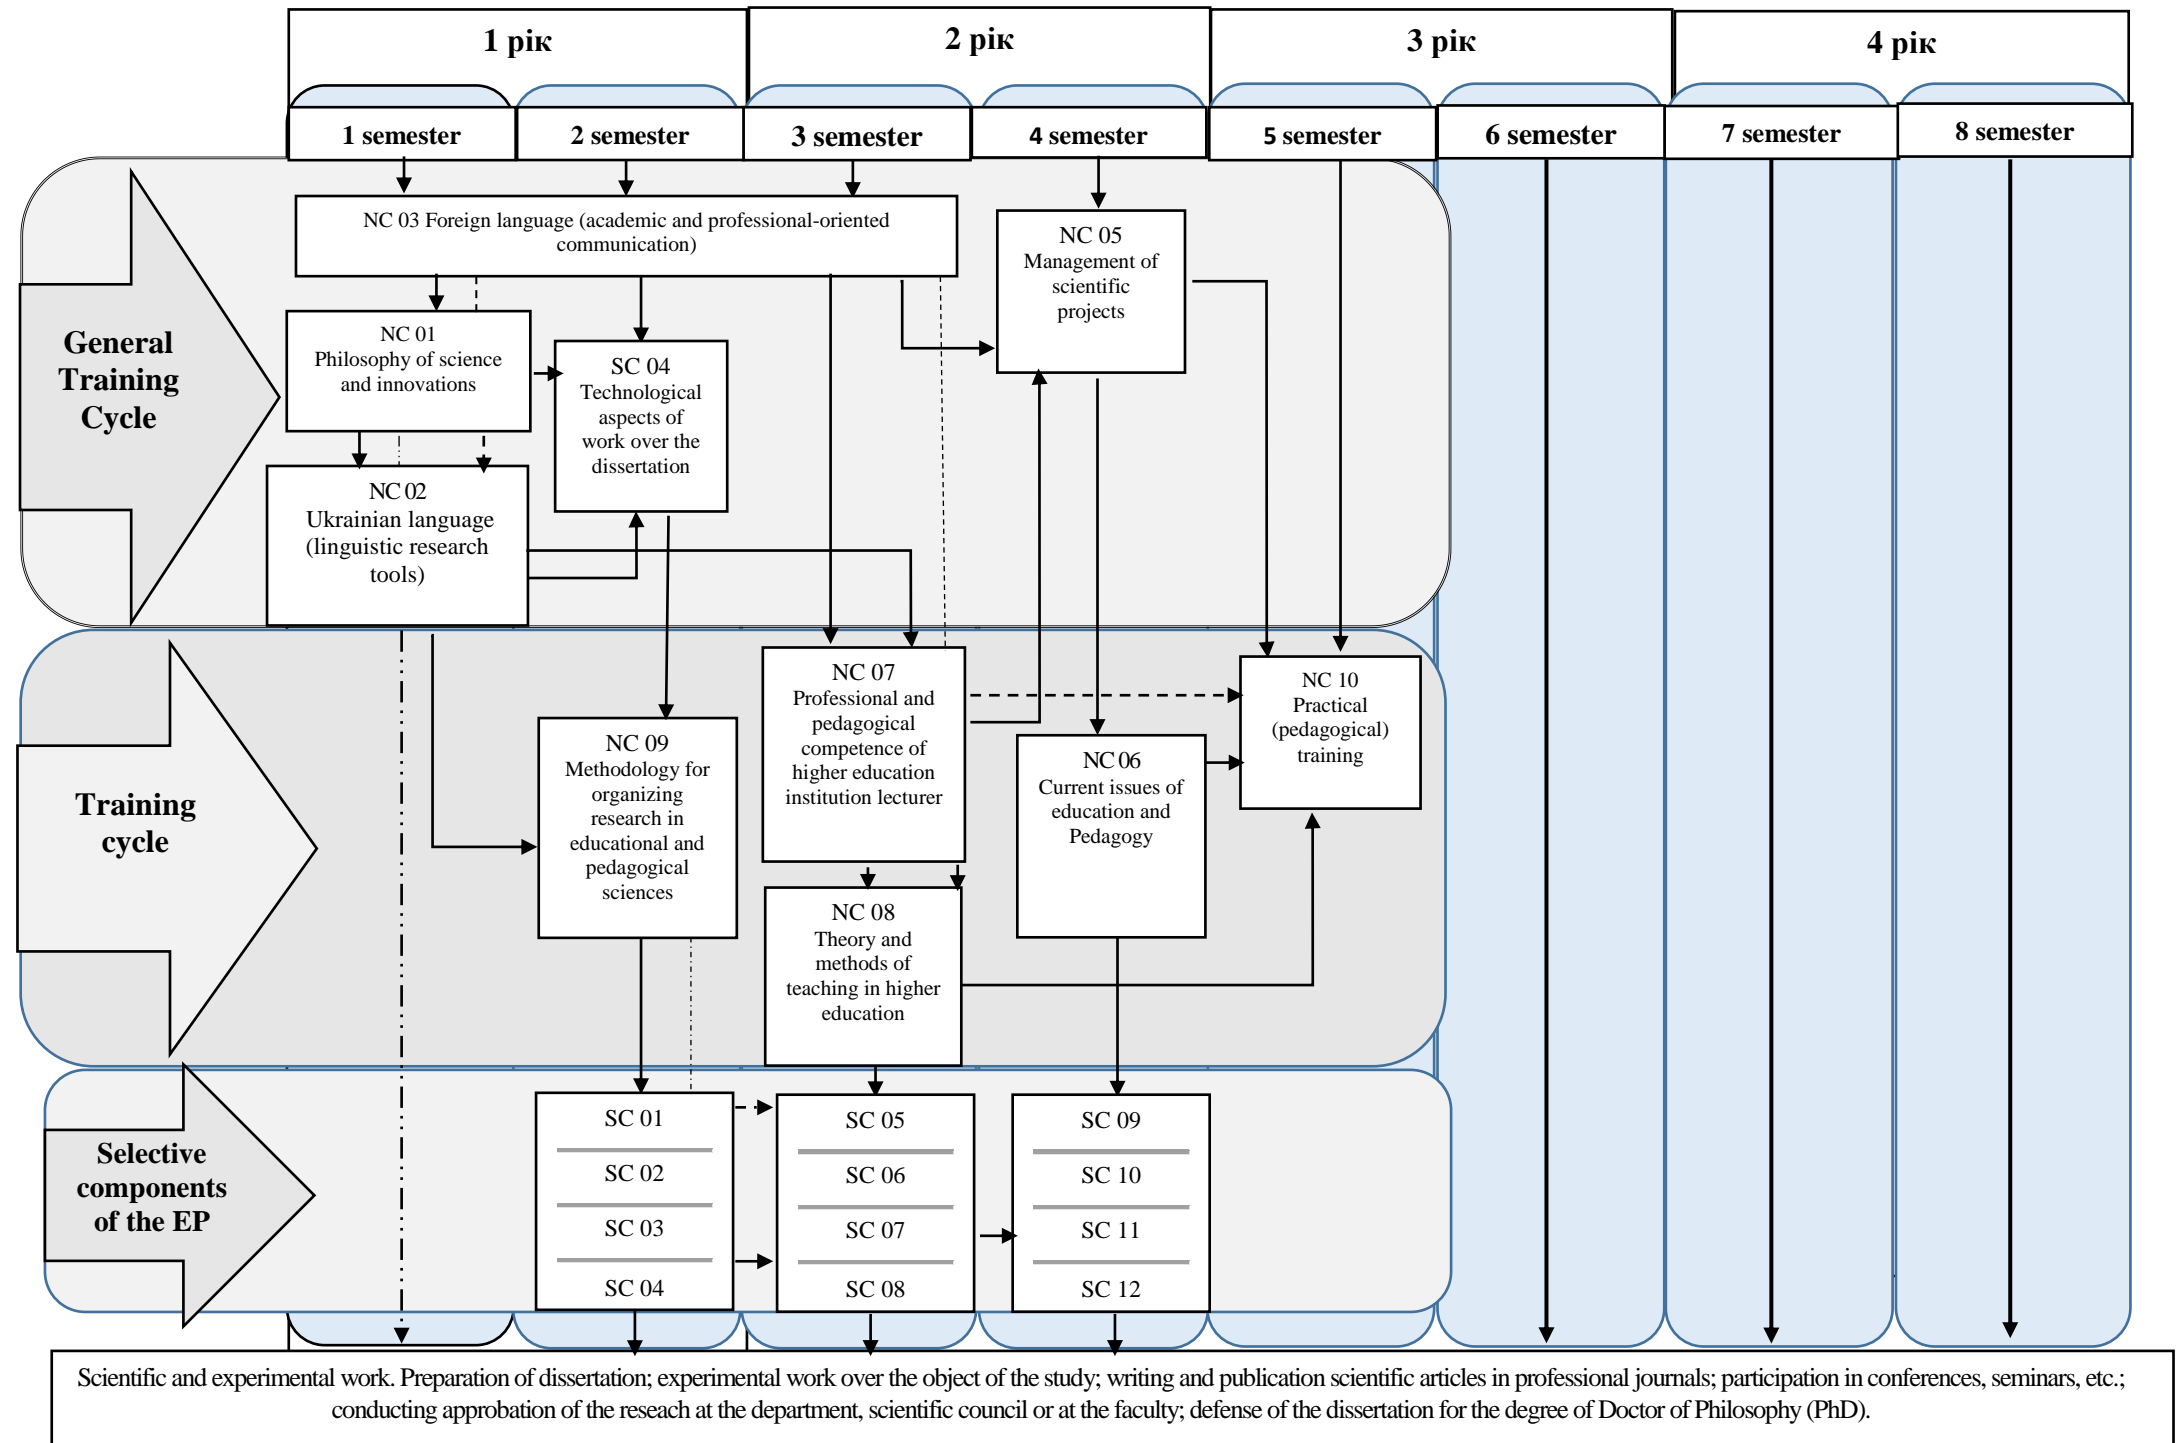 1 рік
2 рік
3 рік
4 рік
1 semester
2 semester
3 semester
4 semester
5 semester
6 semester
7 semester
8 semester
General
Training
Cycle
NC 03 Foreign language (academic and professional-oriented
communication)
NC 01
Philosophy of science
and innovations
SC 04
Technological
aspects of
work over the
dissertation
NC 05
Management of
scientific
projects
NC 02
Ukrainian language
(linguistic research
tools)
Training
cycle
NC 09
Methodology for
organizing
research in
educational and
pedagogical
sciences
NC 07
Professional and
pedagogical
competence of
higher education
institution lecturer
NC 08
Theory and
methods of
teaching in higher
education
NC 06
Current issues of
education and
Pedagogy
NC 10
Practical
(pedagogical)
training
Selective
components
of the EP
SC 01
SC 02
SC 03
SC 04
SC 05
SC 06
SC 07
SC 08
SC 09
SC 10
SC 11
SC 12
Scientific and experimental work. Preparation of dissertation; experimental work over the object of the study; writing and publication scientific articles in professional journals; participation in conferences, seminars, etc.;
conducting approbation of the reseach at the department, scientific council or at the faculty; defense of the dissertation for the degree of Doctor of Philosophy (PhD).